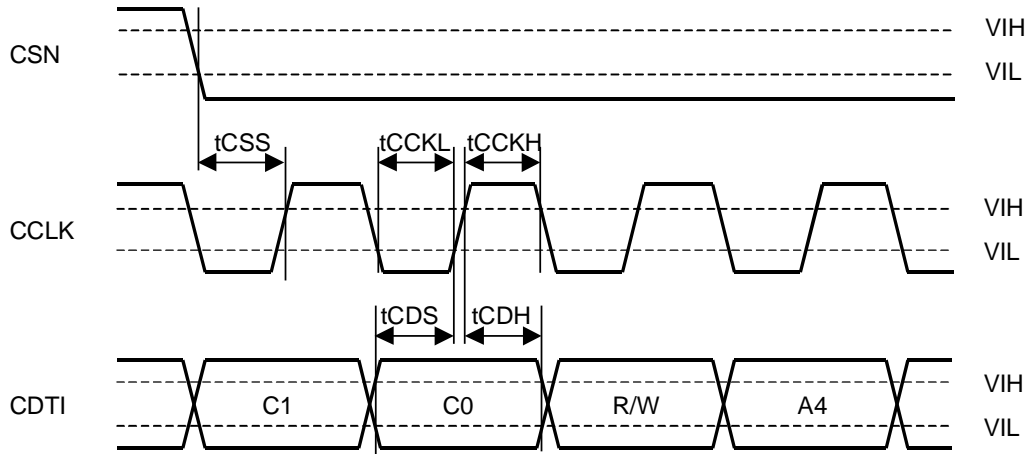 CSN
VIH
VIL
tCSS
tCCKL
tCCKH
CCLK
VIH
VIL
tCDS
tCDH
CDTI
C1
C0
R/W
A4
VIH
VIL